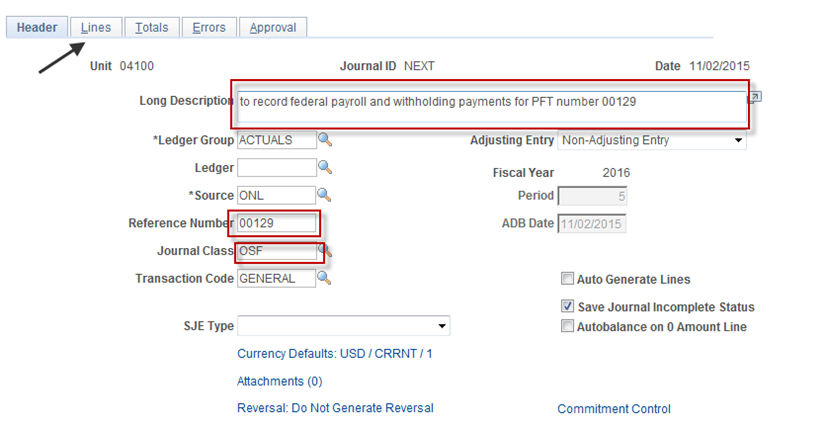 Header Lines Totals Errors Approval
Unit 04100 Journal ID NEXT Date 11/02/2015
Long Description to record federal payroll and withholding payments for PFT number 00129
*Ledger Group ACTUALS Adjusting Entry Non-Adjusting Entry
Ledger Fiscal Year 2016
*Source ONL Period 5
Reference Number 00129 ADB Date 11/02/2015
Journal Class OSF
Transaction Code GENERAL Auto Generate Lines
Save Journal Incomplete Status
SJE Type Autobalance on 0 Amount Line
Currency Defaults: USD / CRRNT / 1
Attachments (0)
Reversal: Do Not Generate Reversal Commitment Control